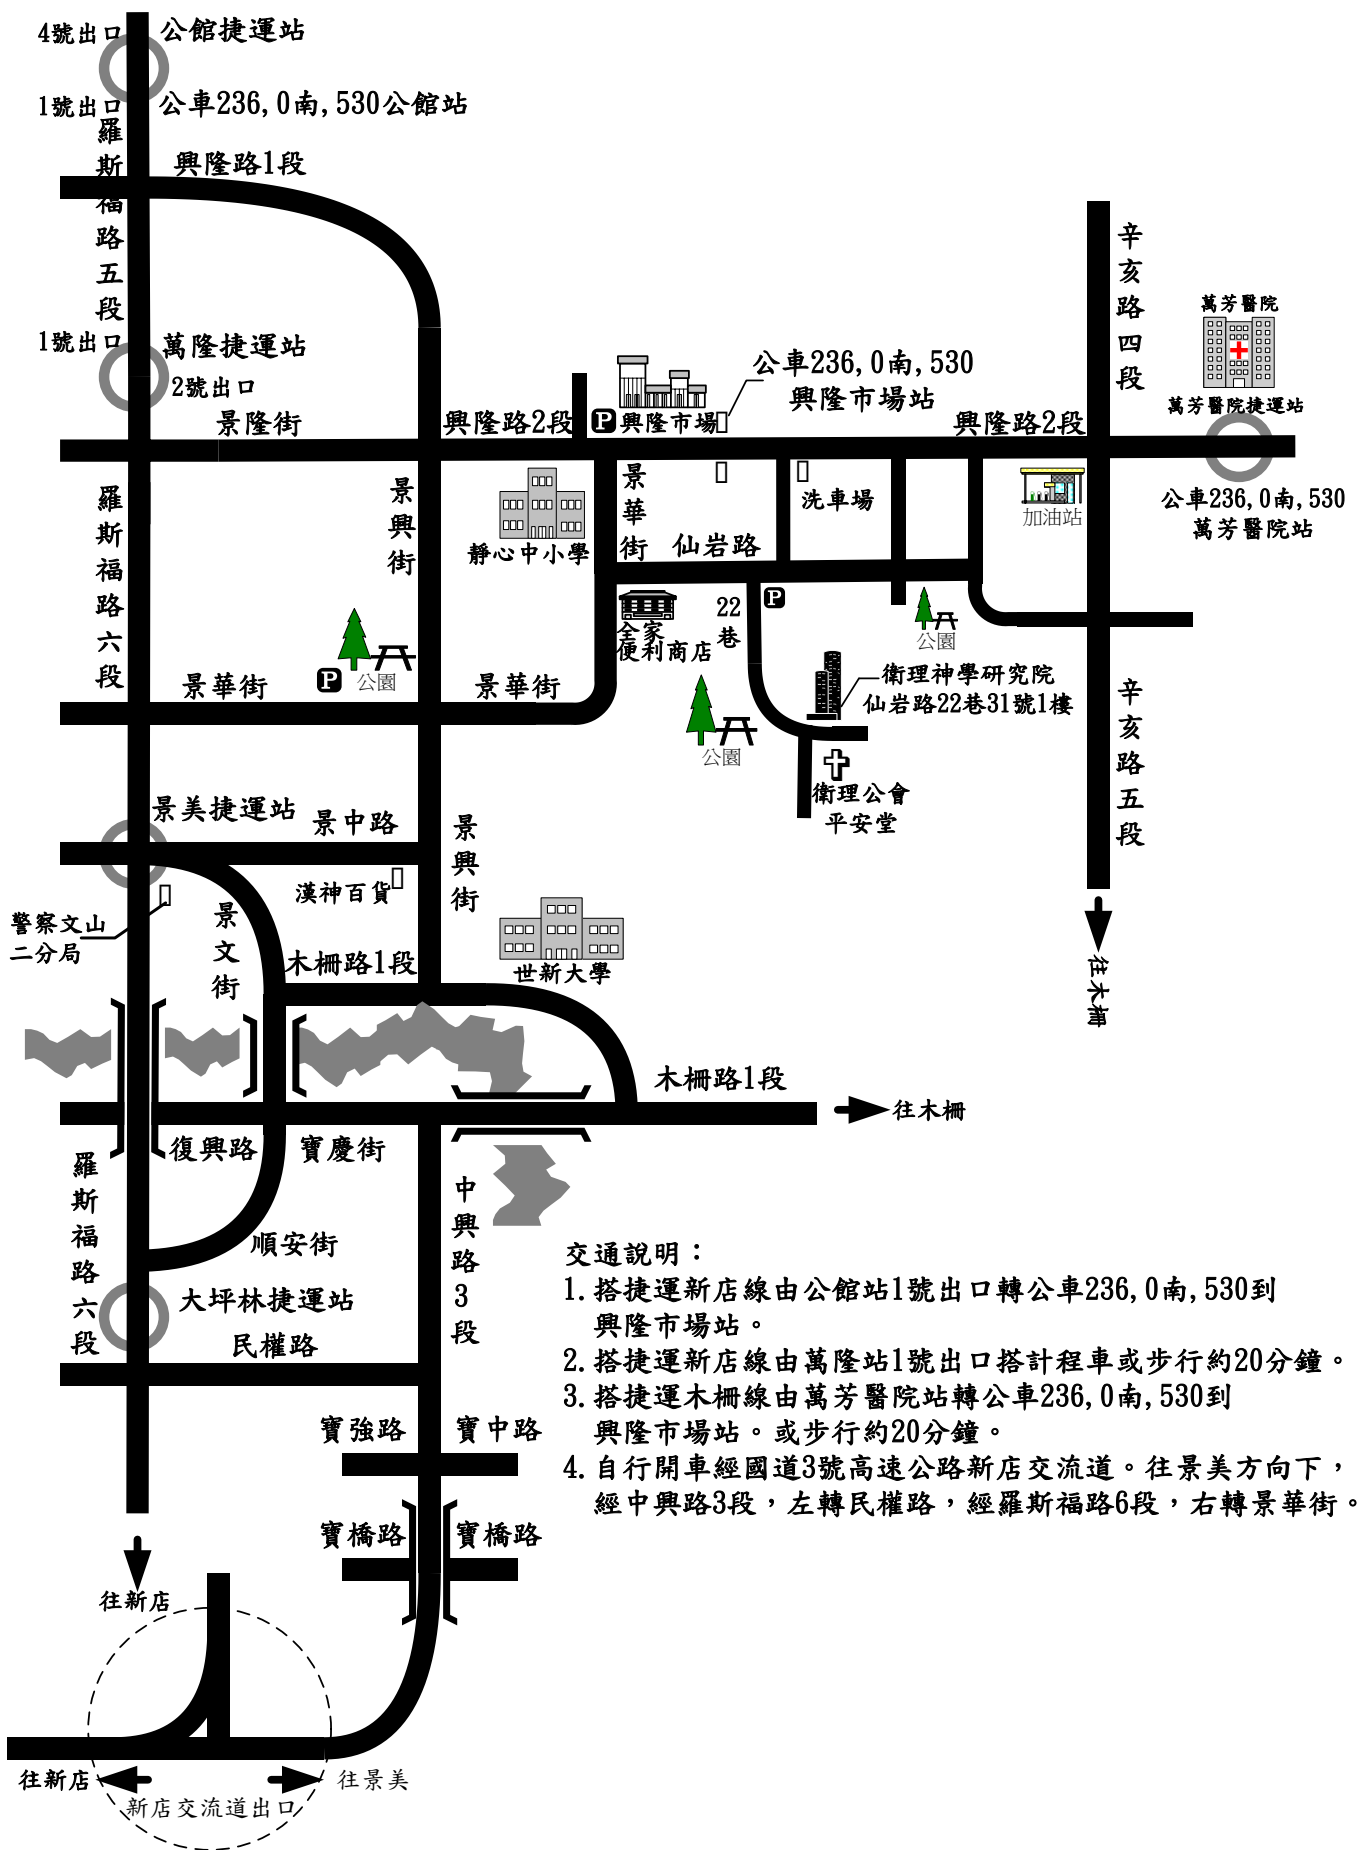 4號出口
公館捷運站
1號出口
公車236,0南,530公館站
羅斯福路五段
興隆路1段
辛亥路四段
萬芳醫院
1號出口
萬隆捷運站
2號出口
公車236,0南,530
興隆市場站
萬芳醫院捷運站
景隆街
興隆路2段
P
興隆市場
興隆路2段
羅斯福路六段
景興街
靜心中小學
景華街
仙岩路
洗車場
加油站
公車236,0南,530
萬芳醫院站
全家
便利商店
22
巷
P
公園
P
公園
景華街
景華街
衛理神學研究院
仙岩路22巷31號1樓
公園
辛亥路五段
衛理公會
平安堂
景美捷運站
景中路
景興街
漢神百貨
警察文山
二分局
景文街
木柵路1段
世新大學
往木柵
木柵路1段
往木柵
復興路
寶慶街
羅斯福路六段
中興路3段
順安街
大坪林捷運站
民權路
交通說明：
1.搭捷運新店線由公館站1號出口轉公車236,0南,530到
興隆市場站。
2.搭捷運新店線由萬隆站1號出口搭計程車或步行約20分鐘。
3.搭捷運木柵線由萬芳醫院站轉公車236,0南,530到
興隆市場站。或步行約20分鐘。
4.自行開車經國道3號高速公路新店交流道。往景美方向下，
經中興路3段，左轉民權路，經羅斯福路6段，右轉景華街。
寶強路
寶中路
寶橋路
寶橋路
往新店
往新店
往景美
新店交流道出口